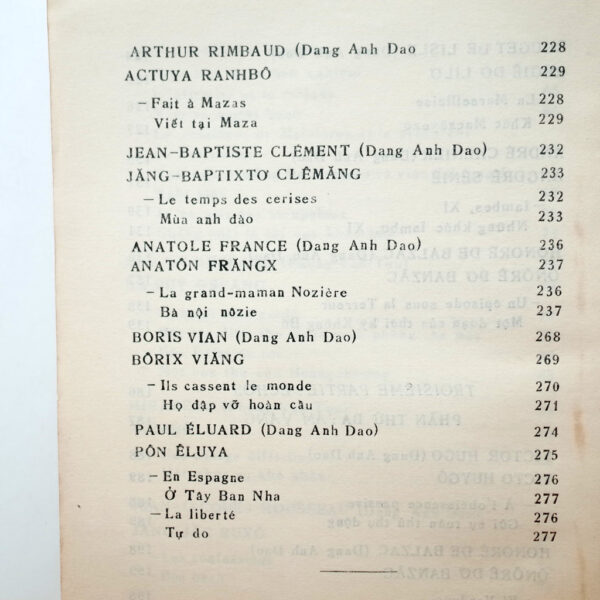 ARTHUR RIMBAUD (Dang Anh Dao 228
ACTUYA RANHBÔ 229
– Fait à Mazas 228
Viết tại Maza 229
JEAN–BAPTISTE CLÉMENT (Dang Anh Dao) 232
JĂNG–BAPTIXTƠ CLÊMĂNG 233
– Le temps des cerises 232
Mùa anh đào 233
ANATOLE FRANCE (Dang Anh Dao) 236
ANATÔN FRĂNGX 237
– La grand–maman Nozière 236
Bà nội nôzie 237
BORIS VIAN (Dang Anh Dao) 268
BÔRIX VIĂNG 269
– Ils cassent le monde 270
Họ đập vỡ hoàn cầu 271
PAUL ÉLUARD (Dang Anh Dao) 274
PÔN ÊLUYA 275
– En Espagne 276
Ở Tây Ban Nha 277
– La liberté 276
Tự do 277